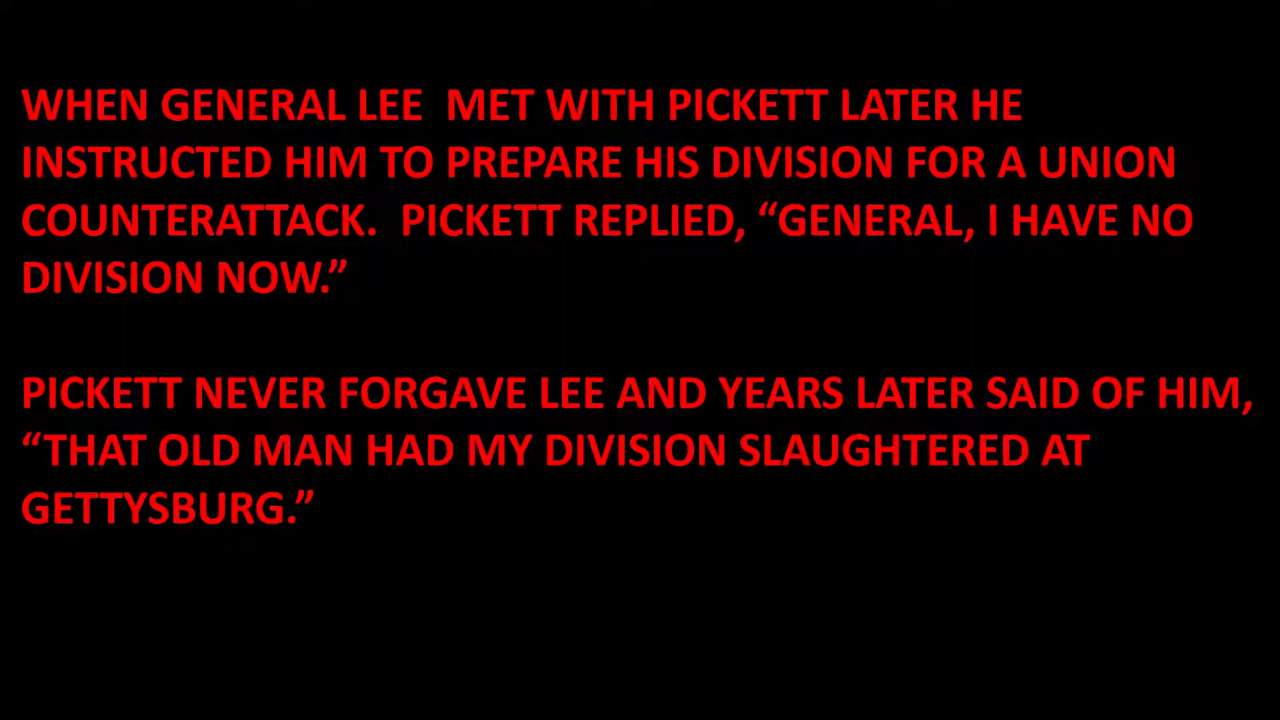 WHEN GENERAL LEE  MET WITH PICKETT LATER HE
INSTRUCTED HIM TO PREPARE HIS DIVISION FOR A UNION
COUNTERATTACK.  PICKETT REPLIED, “GENERAL, I HAVE NO
DIVISION NOW.”
PICKETT NEVER FORGAVE LEE AND YEARS LATER SAID OF HIM,
“THAT OLD MAN HAD MY DIVISION SLAUGHTERED AT
GETTYSBURG.”